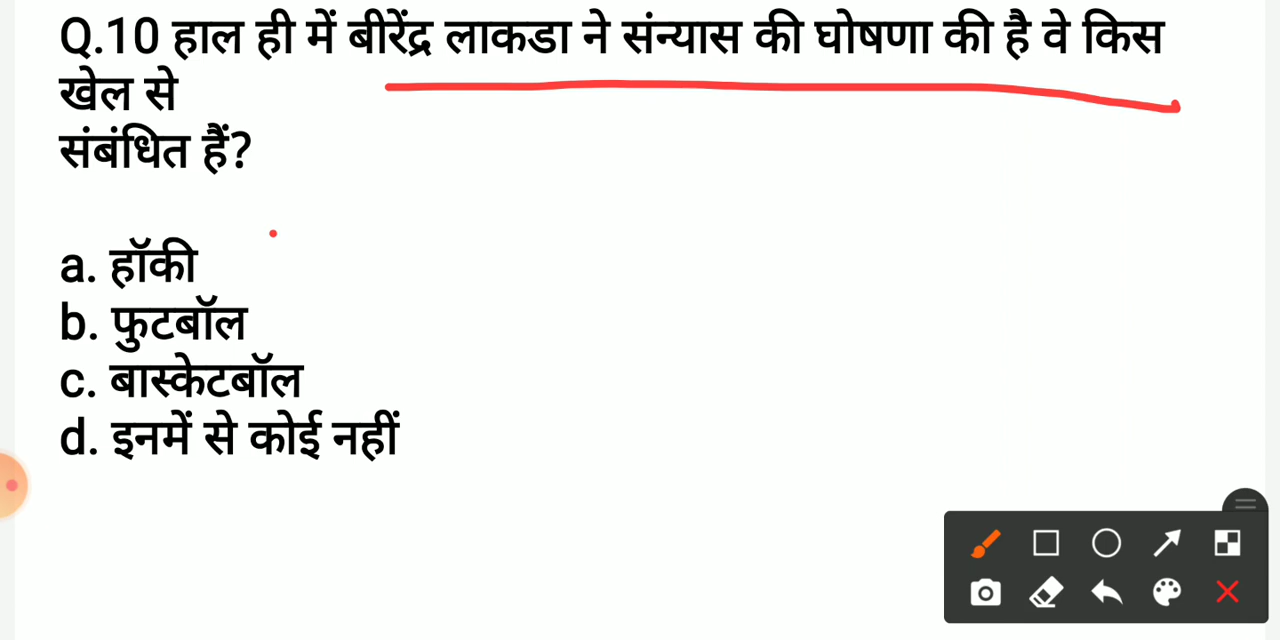 Q.10 हाल ही में बीरेंद्र लाकडा ने संन्यास की घोषणा की है वे किस
खेल से
संबंधित हैं?
a. हॉकी
b. फुटबॉल
c. बास्केटबॉल
d. इनमें से कोई नहीं